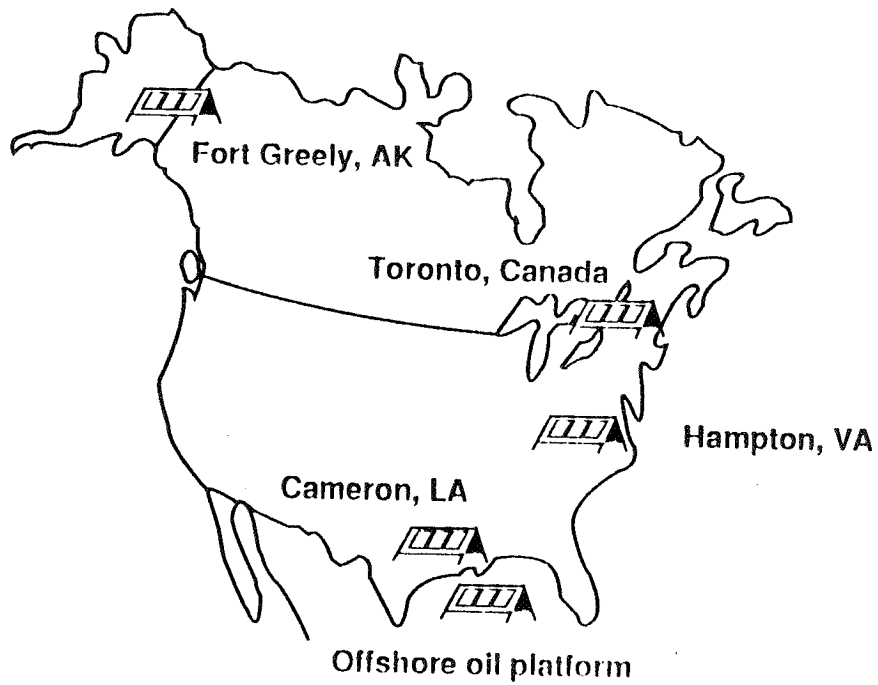 Fort Greely, AK
Toronto, Canada
Hampton, VA
Cameron, LA
Offshore oil platform